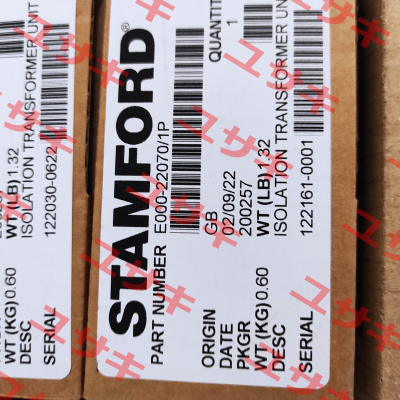 WT (LB) 1.32
ISOLATION TRANSFORMER UNIT
122030-0622
WT (KG) 0.60
DESC
SERIAL
STAMFORD®
PART NUMBER E000-22070/1P
QUANTIT
1
ORIGIN GB
DATE 02/09/22
PKGR 200257
WT (KG) 0.60 WT (LB) 1.32
DESC ISOLATION TRANSFORMER UN
SERIAL 122161-0001
ユサキ
ユサキ
ユサキ
ユサキ
ユサキ